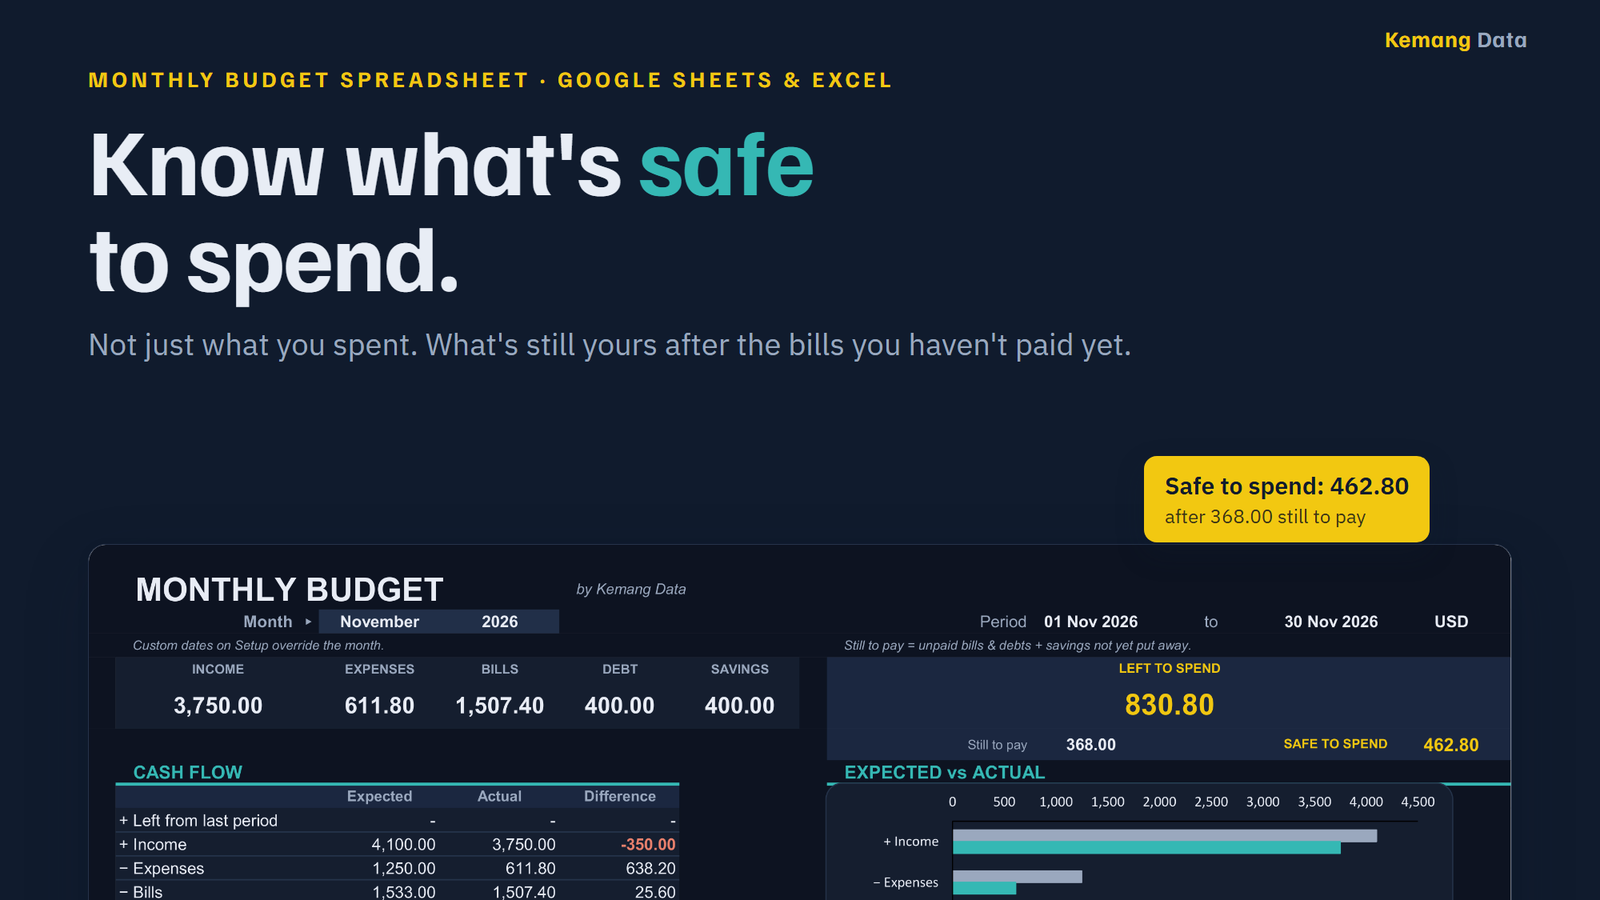 Kemang Data
MONTHLY BUDGET SPREADSHEET · GOOGLE SHEETS & EXCEL
Know what's safe
to spend.
Not just what you spent. What's still yours after the bills you haven't paid yet.
Safe to spend: 462.80
after 368.00 still to pay
MONTHLY BUDGET by Kemang Data
Month ▸ November 2026 Period 01 Nov 2026 to 30 Nov 2026 USD
Custom dates on Setup override the month. Still to pay = unpaid bills & debts + savings not yet put away.
INCOME EXPENSES BILLS DEBT SAVINGS LEFT TO SPEND
3,750.00 611.80 1,507.40 400.00 400.00 830.80
Still to pay 368.00 SAFE TO SPEND 462.80
CASH FLOW EXPECTED vs ACTUAL
Expected Actual Difference
0 500 1,000 1,500 2,000 2,500 3,000 3,500 4,000 4,500
+ Left from last period - - -
+ Income 4,100.00 3,750.00 -350.00
+ Income
− Expenses 1,250.00 611.80 638.20
− Expenses
− Bills 1,533.00 1,507.40 25.60